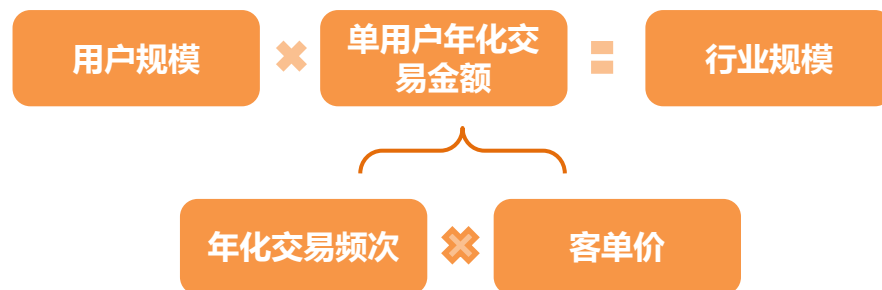 用户规模
单用户年化交
易金额
行业规模
年化交易频次
客单价